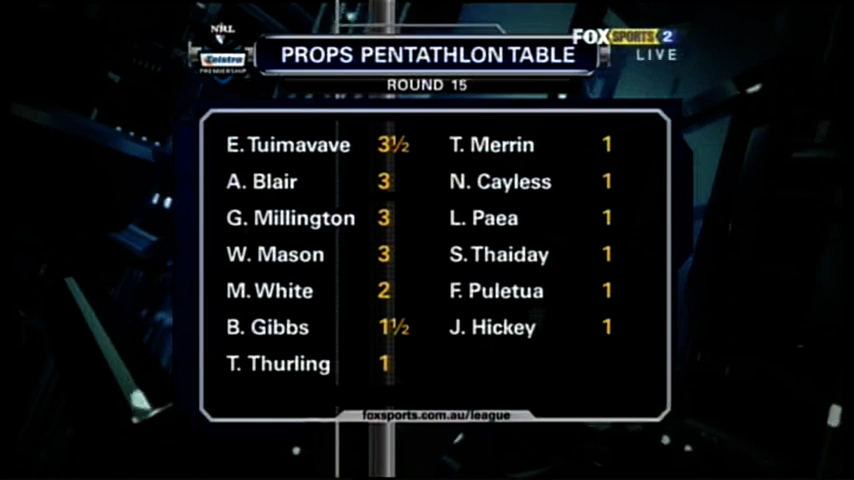 NRL
Telstra
PREMIERSHIP
PROPS PENTATHLON TABLE
FOX SPORTS 2
LIVE
ROUND 15
E. Tuimavave 3½
A. Blair 3
G. Millington 3
W. Mason 3
M. White 2
B. Gibbs 1½
T. Thurling 1
T. Merrin 1
N. Cayless 1
L. Paea 1
S. Thaiday 1
F. Puletua 1
J. Hickey 1
foxsports.com.au/league